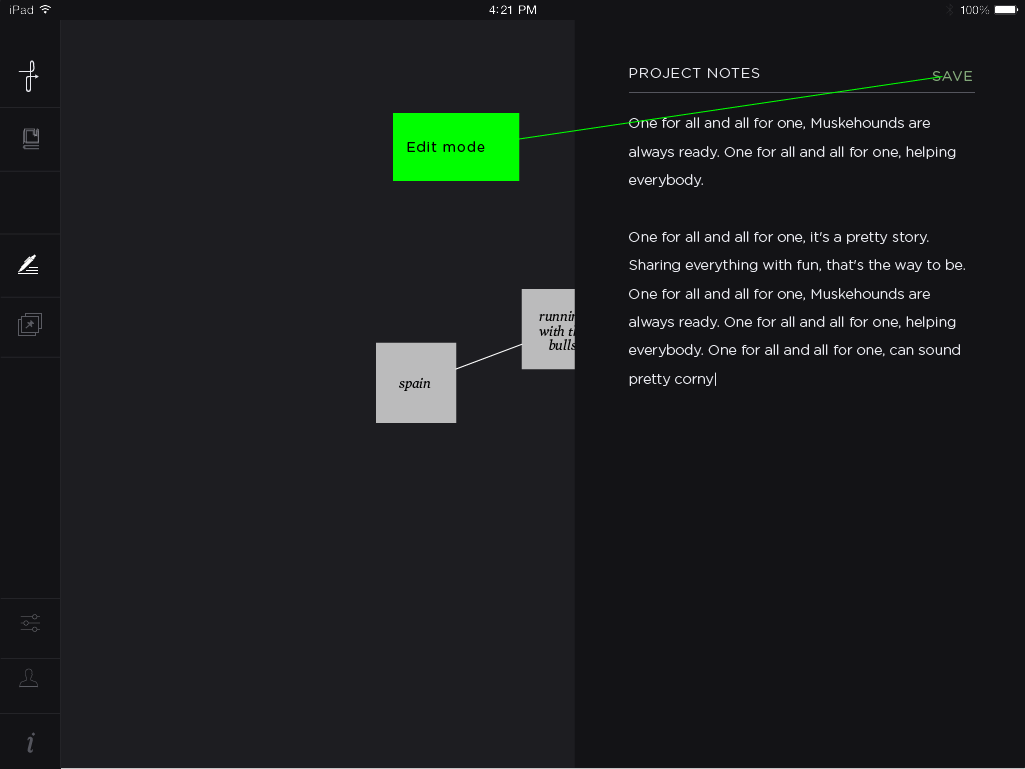 iPad
4:21 PM
100%
PROJECT NOTES
SAVE
Edit mode
One for all and all for one, Muskehounds are
always ready. One for all and all for one, helping
everybody.
One for all and all for one, it's a pretty story.
Sharing everything with fun, that's the way to be.
One for all and all for one, Muskehounds are
always ready. One for all and all for one, helping
everybody. One for all and all for one, can sound
pretty corny
with
bulls
spain
i